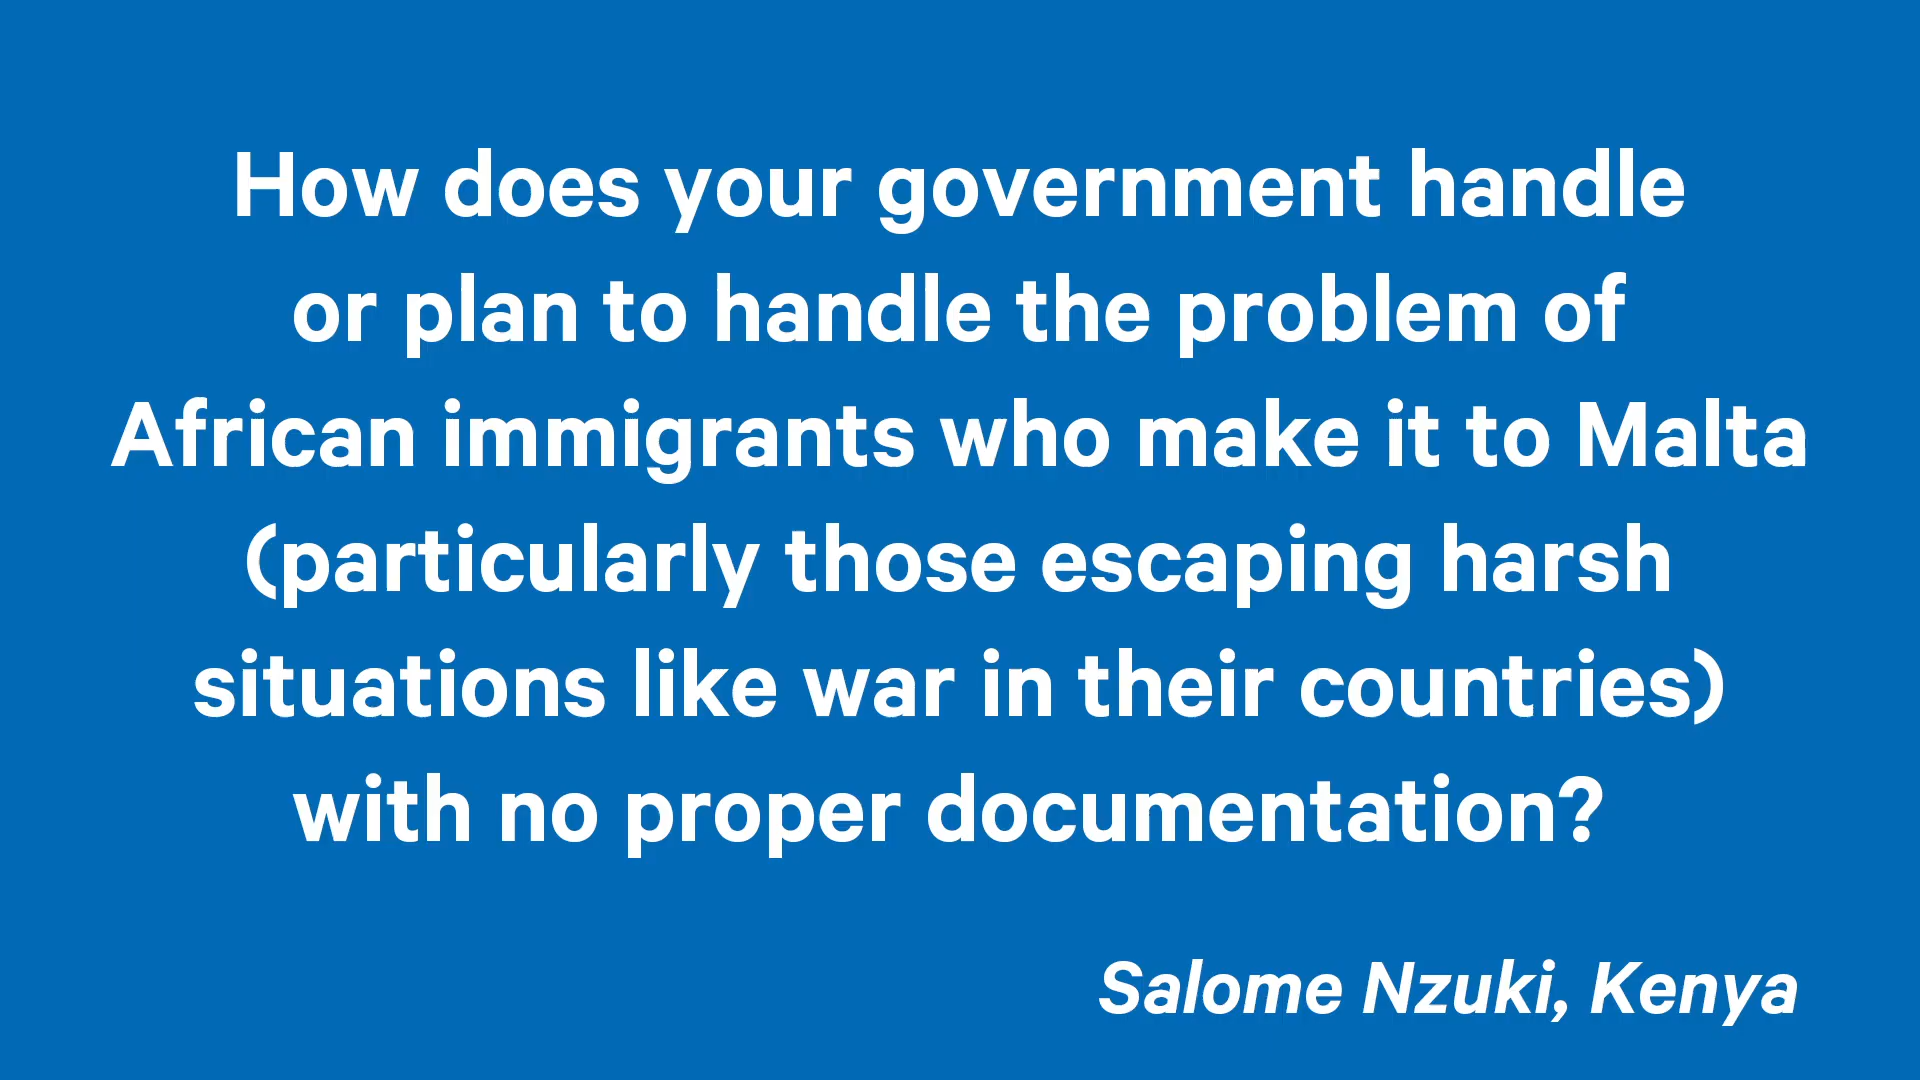 How does your government handle
or plan to handle the problem of
African immigrants who make it to Malta
(particularly those escaping harsh
situations like war in their countries)
with no proper documentation?
Salome Nzuki, Kenya